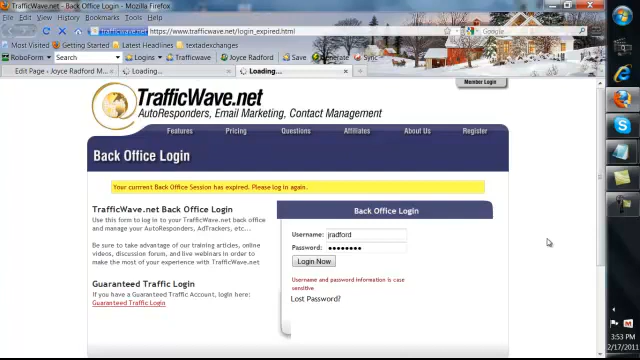 TrafficWave.net - Back Office Login - Mozilla Firefox
File Edit View History Bookmarks Tools Help
trafficwave.net https://www.trafficwave.net/login_expired.html
Google
Most Visited Getting Started Latest Headlines textadexchanges
RoboForm Logins Trafficwave Joyce Radford Save Generate
Edit Page - Joyce Radford M Loading... Loading...
Member Login
TrafficWave.net
AutoResponders, Email Marketing, Contact Management
Features Pricing Questions Affiliates About Us Register
Back Office Login
Your current Back Office Session has expired. Please log in again.
TrafficWave.net Back Office Login
Use this form to log in to your TrafficWave.net back office
and manage your AutoResponders, AdTrackers, etc...
Be sure to take advantage of our training articles, online
videos, discussion forum, and live webinars in order to
make the most of your experience with TrafficWave.net
Guaranteed Traffic Login
If you have a Guaranteed Traffic Account, login here:
Guaranteed Traffic Login
Back Office Login
Username: jradford
Password: ••••••••
Login Now
Username and password information is case
sensitive
Lost Password?
3:53 PM
2/17/2011